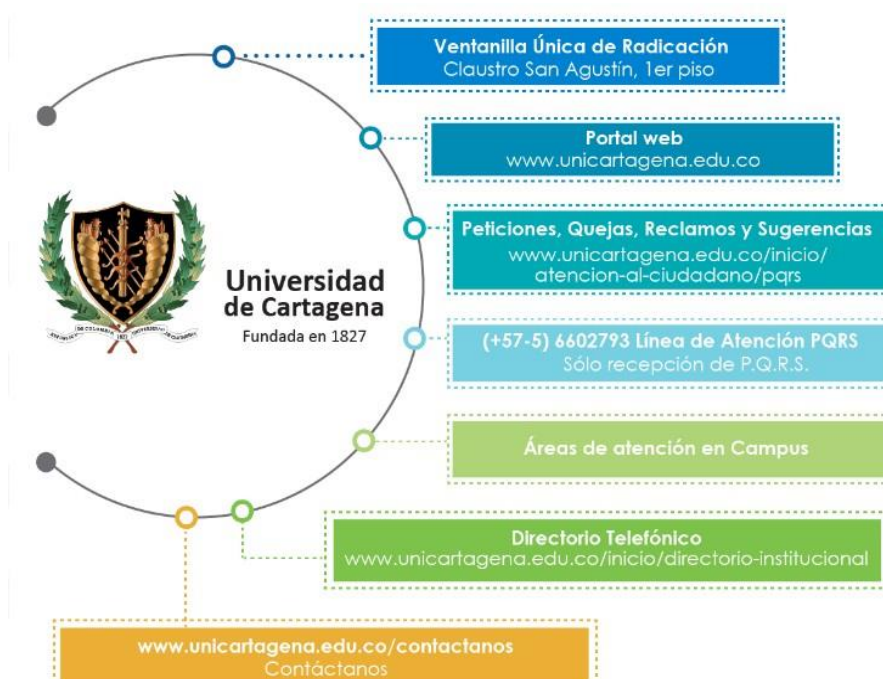 Ventanilla Única de Radicación
Claustro San Agustín, 1er piso
Portal web
www.unicartagena.edu.co
Peticiones, Quejas, Reclamos y Sugerencias
www.unicartagena.edu.co/inicio/
atencion-al-ciudadano/pqrs
Universidad
de Cartagena
Fundada en 1827
(+57-5) 6602793 Línea de Atención PQRS
Sólo recepción de P.Q.R.S.
Áreas de atención en Campus
Directorio Telefónico
www.unicartagena.edu.co/inicio/directorio-institucional
www.unicartagena.edu.co/contactanos
Contáctanos